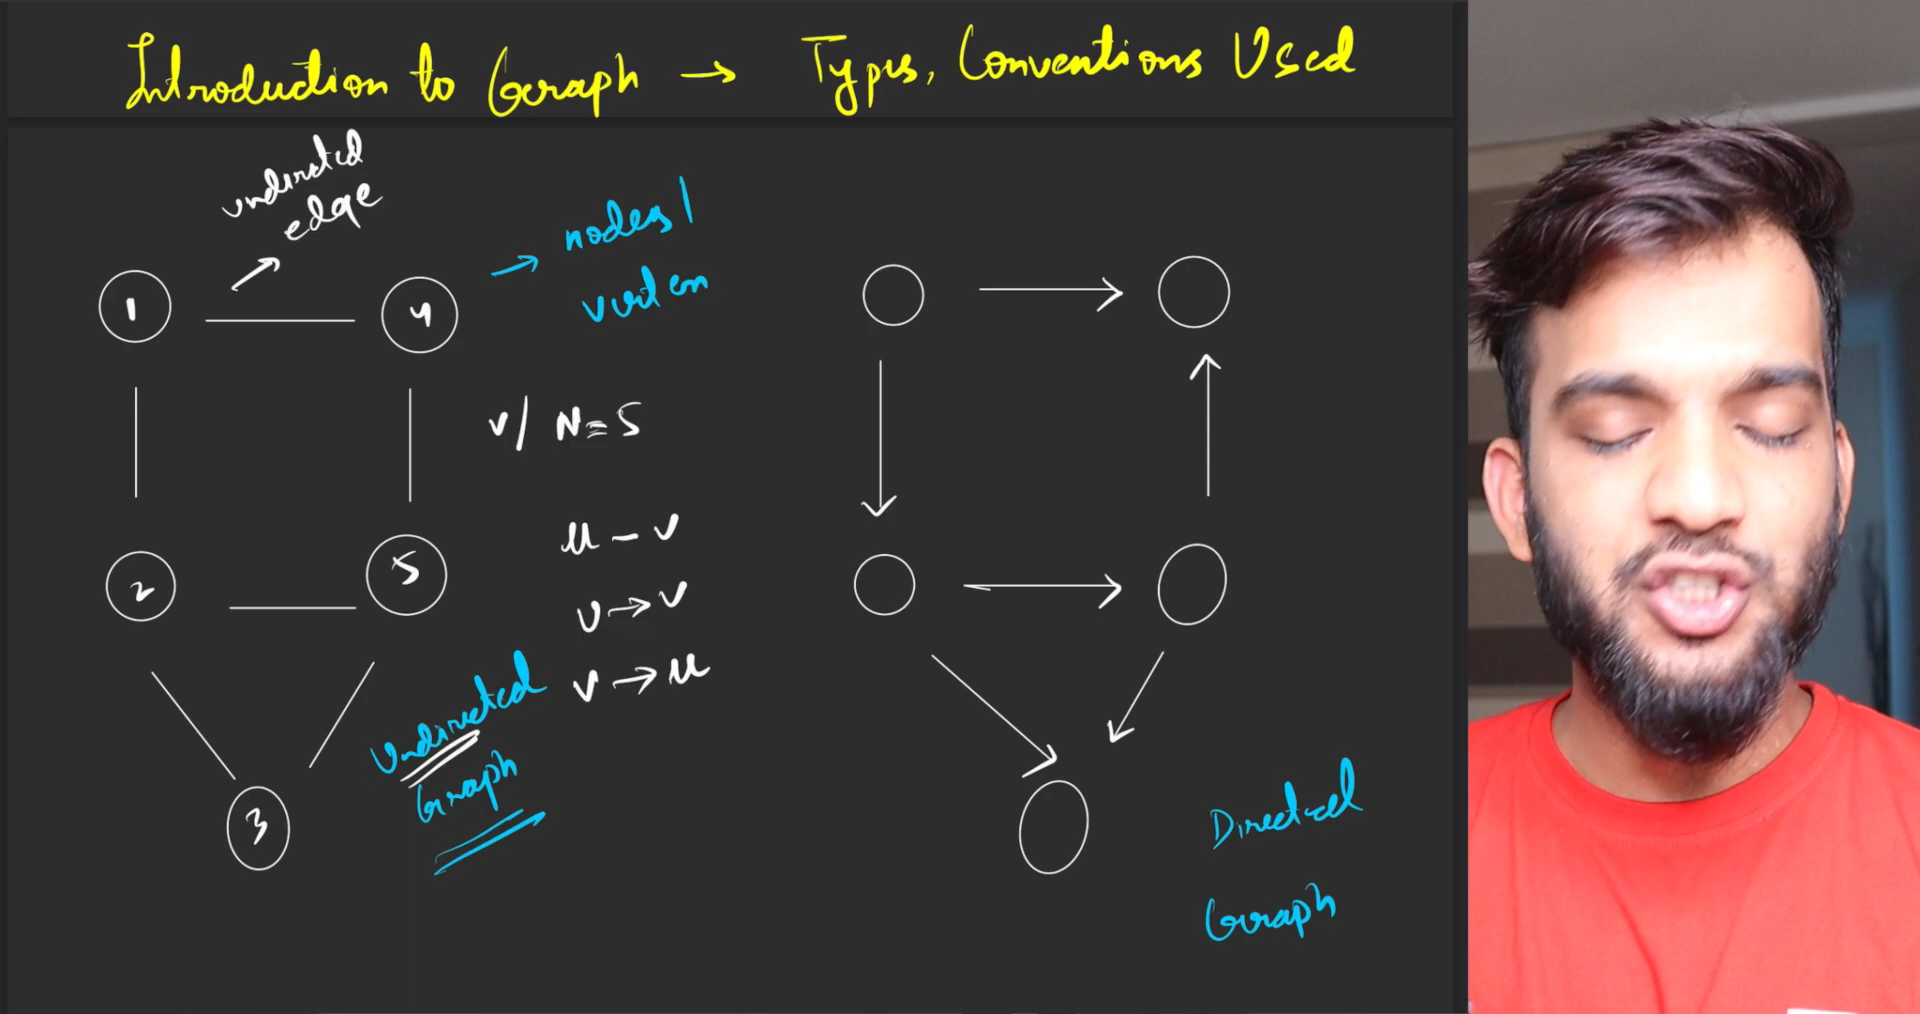 Introduction to Graph → Types, Conventions Used
undirected
edge
→ nodes/
vertex
1
4
V/ N=5
2
5
u - v
u → v
v → u
3
Undirected
Graph
Directed
Graph